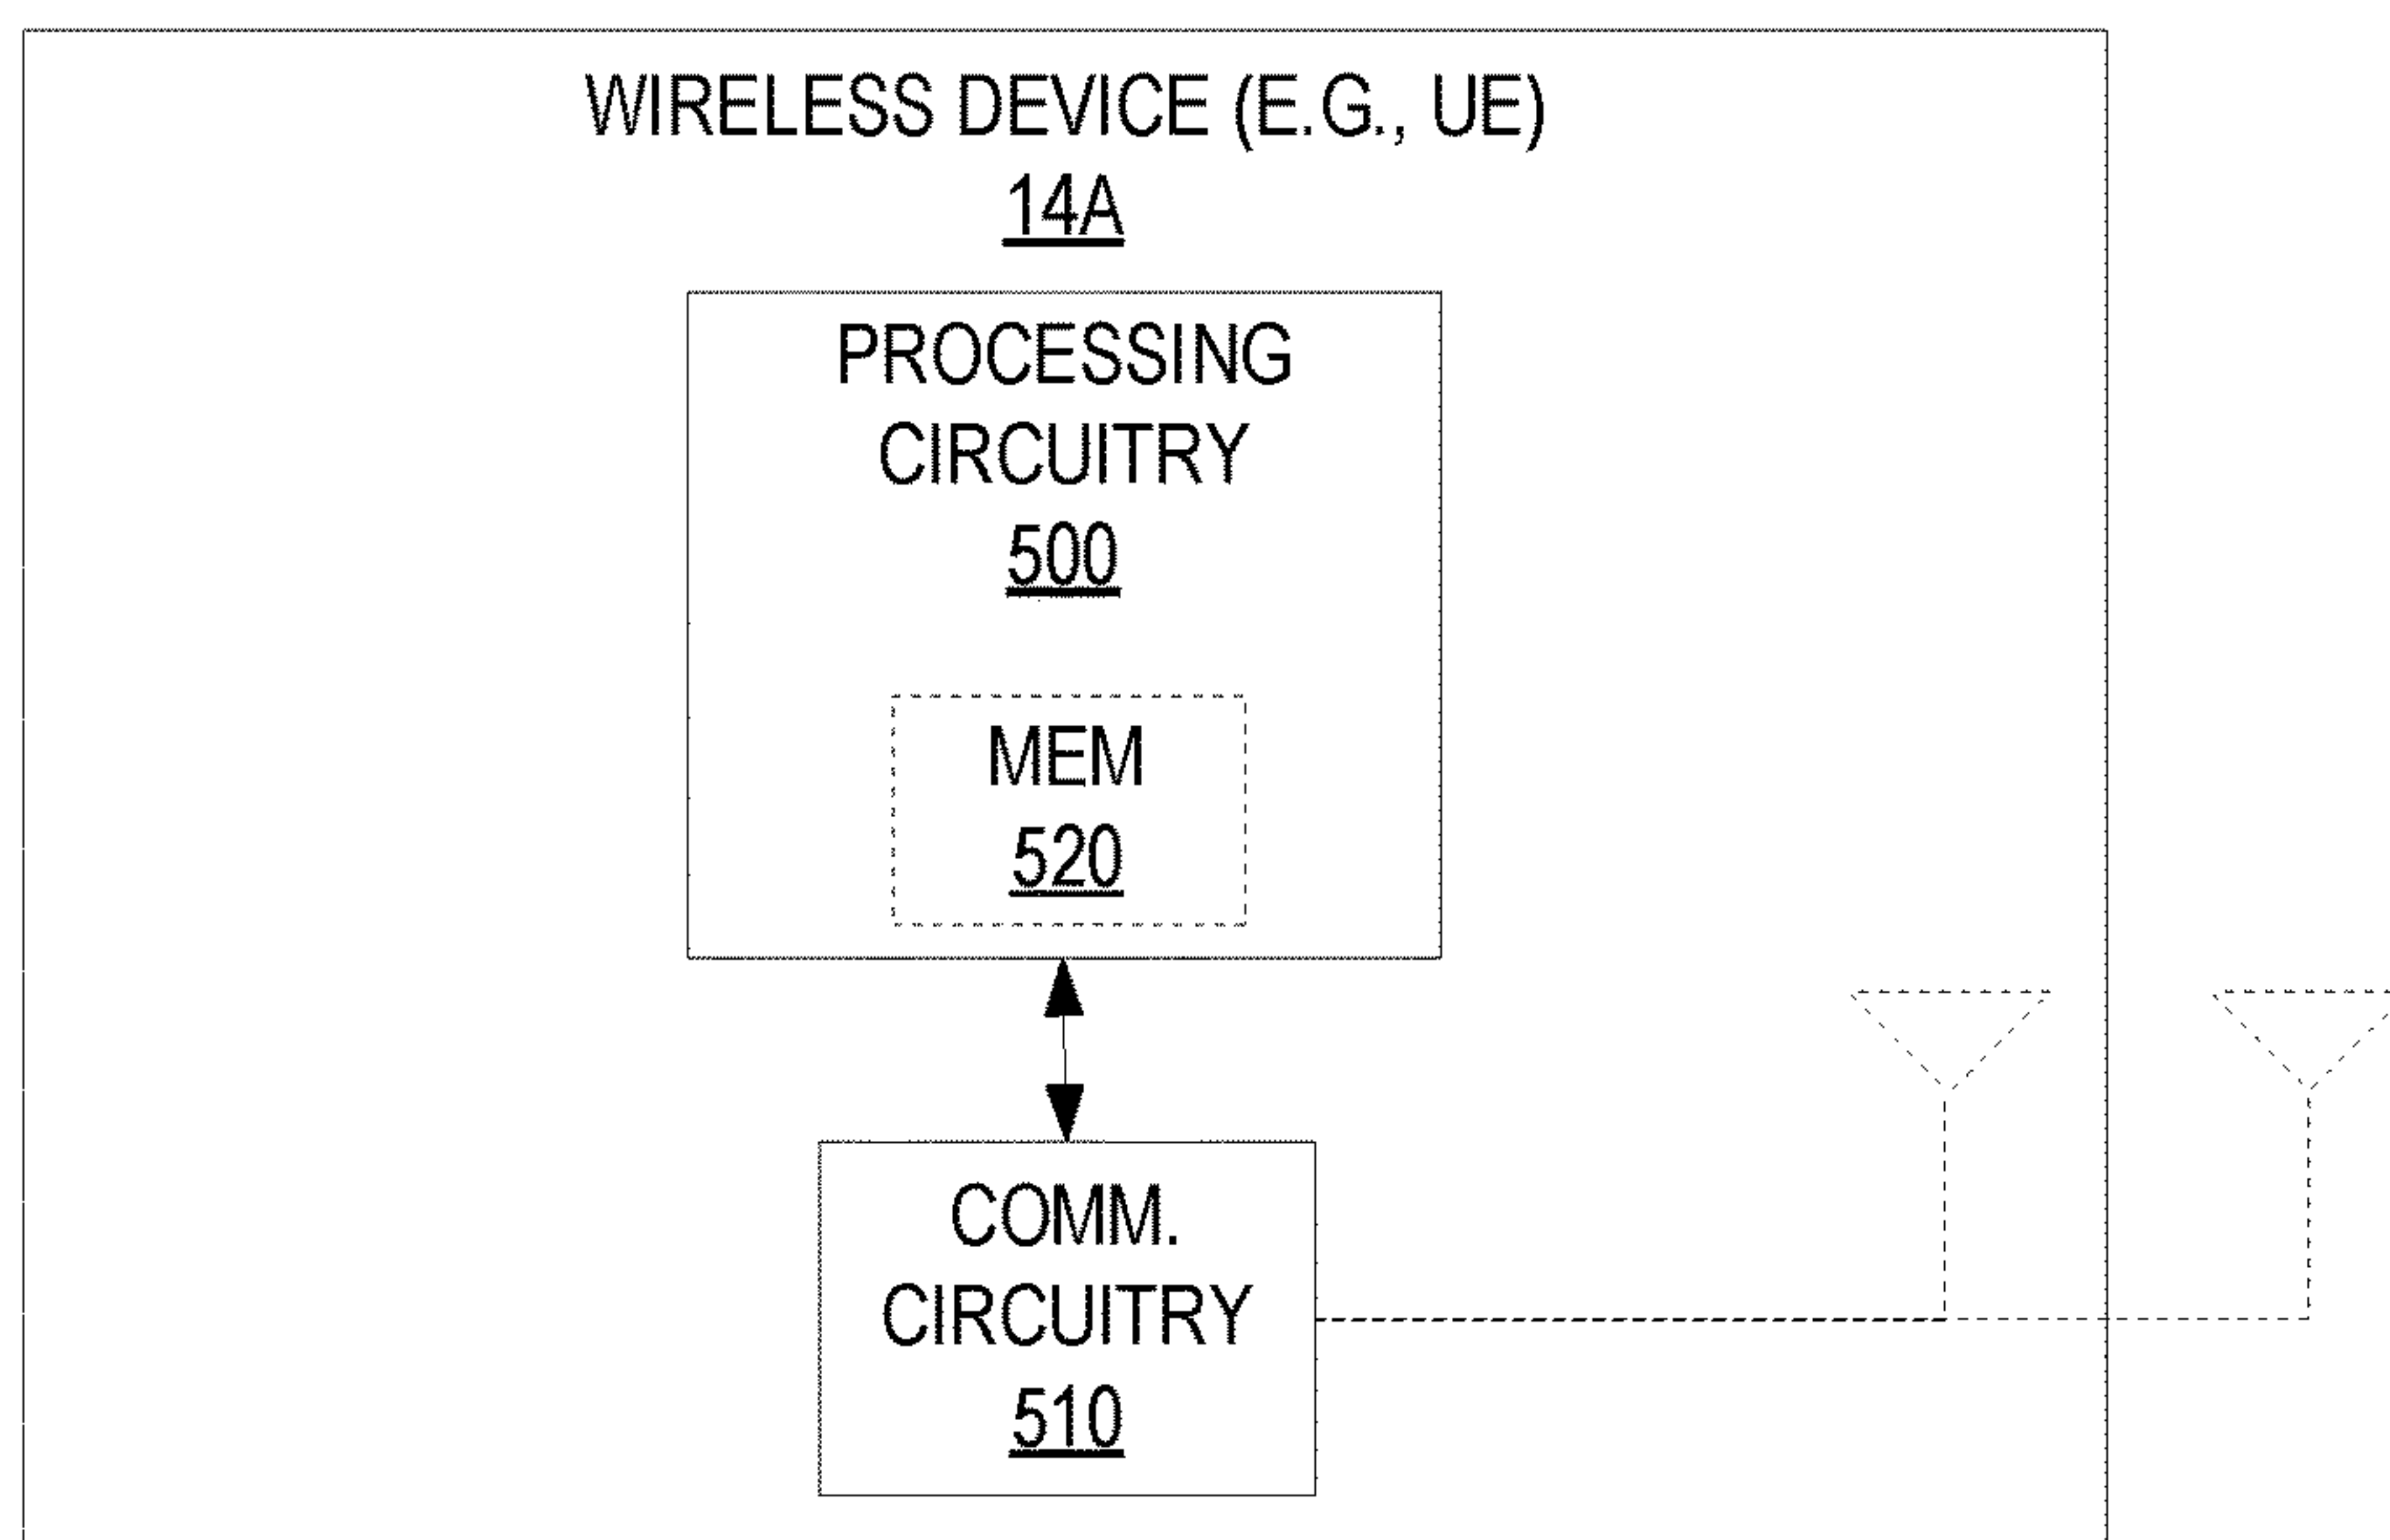 WIRELESS DEVICE (E.G., UE)
14A
PROCESSING
CIRCUITRY
500
MEM
520
COMM.
CIRCUITRY
510